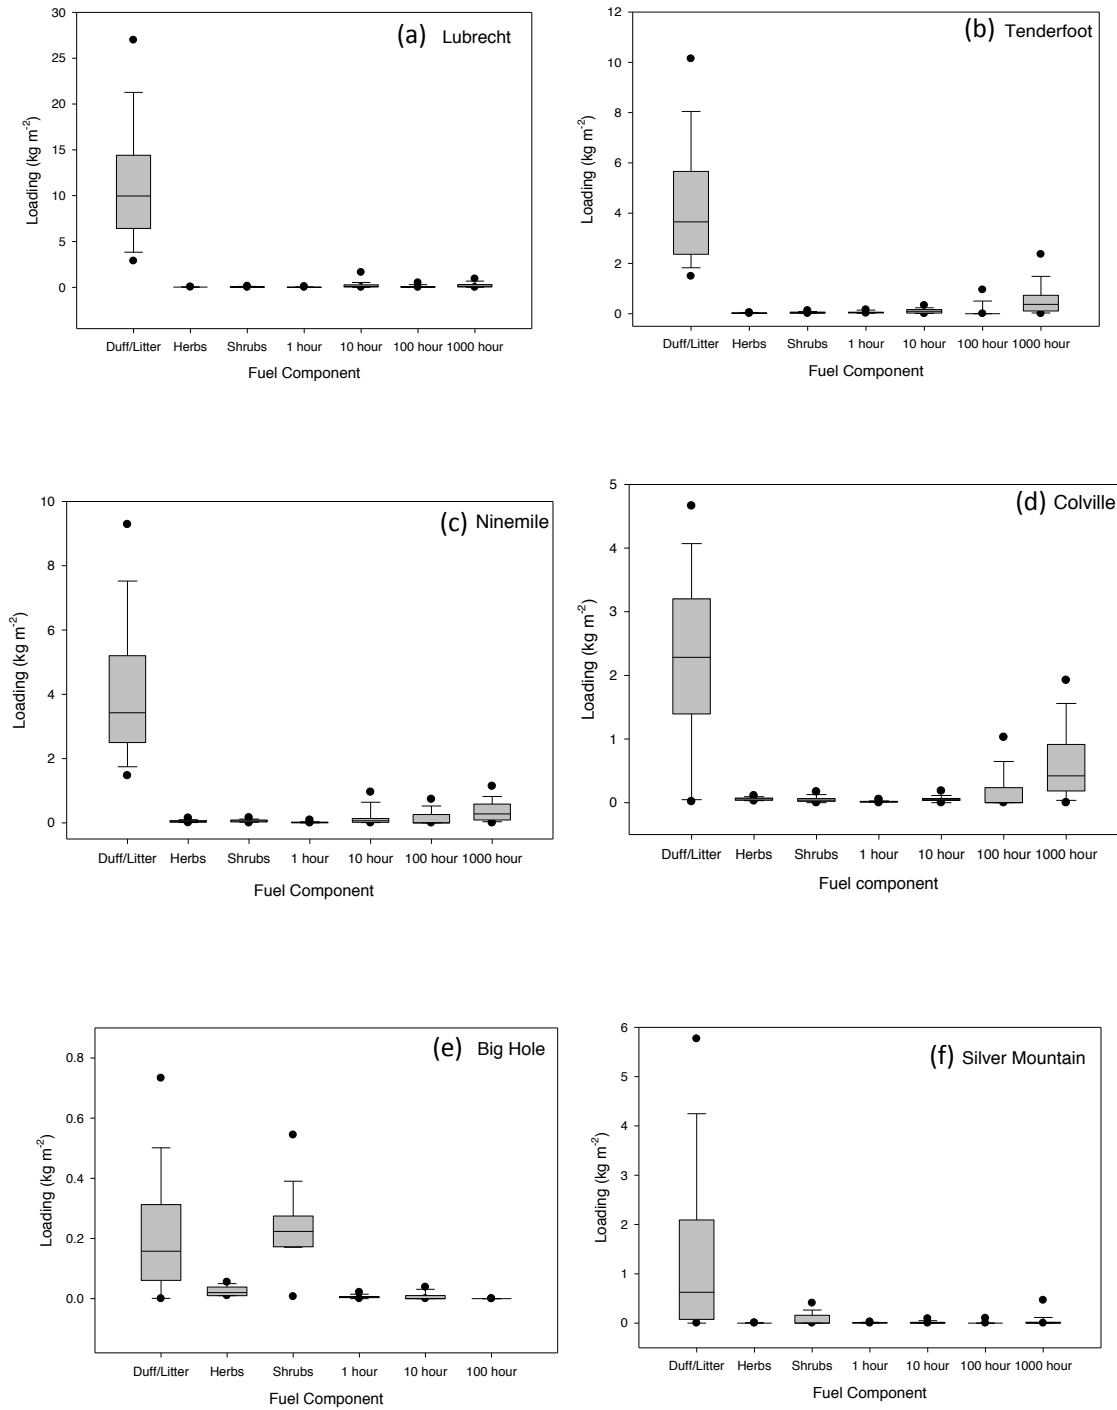 (a) Lubrecht
30
25
20
15
10
5
0
Loading (kg m-2)
Duff/Litter Herbs Shrubs 1 hour 10 hour 100 hour 1000 hour
Fuel Component
(b) Tenderfoot
12
10
8
6
4
2
0
Loading (kg m-2)
Duff/Litter Herbs Shrubs 1 hour 10 hour 100 hour 1000 hour
Fuel Component
(c) Ninemile
10
8
6
4
2
0
Loading (kg m-2)
Duff/Litter Herbs Shrubs 1 hour 10 hour 100 hour 1000 hour
Fuel Component
(d) Colville
5
4
3
2
1
0
Loading (kg m-2)
Duff/Litter Herbs Shrubs 1 hour 10 hour 100 hour 1000 hour
Fuel component
(e) Big Hole
0.8
0.6
0.4
0.2
0.0
Loading (kg m-2)
Duff/Litter Herbs Shrubs 1 hour 10 hour 100 hour
Fuel Component
(f) Silver Mountain
6
5
4
3
2
1
0
Loading (kg m-2)
Duff/Litter Herbs Shrubs 1 hour 10 hour 100 hour 1000 hour
Fuel Component